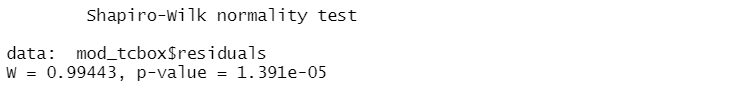 Shapiro-Wilk normality test
data:  mod_tcbox$residuals
W = 0.99443, p-value = 1.391e-05